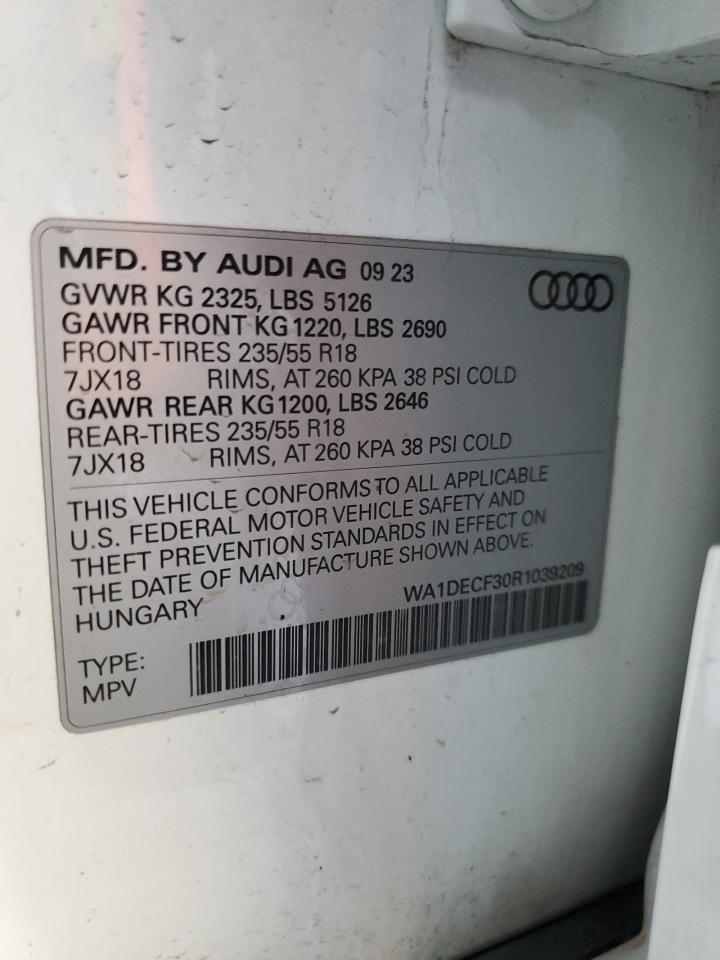 MFD. BY AUDI AG 09 23
GVWR KG 2325, LBS 5126
GAWR FRONT KG 1220, LBS 2690
FRONT-TIRES 235/55 R18
7JX18 RIMS, AT 260 KPA 38 PSI COLD
GAWR REAR KG1200, LBS 2646
REAR-TIRES 235/55 R18
7JX18 RIMS, AT 260 KPA 38 PSI COLD
THIS VEHICLE CONFORMS TO ALL APPLICABLE
U.S. FEDERAL MOTOR VEHICLE SAFETY AND
THEFT PREVENTION STANDARDS IN EFFECT ON
THE DATE OF MANUFACTURE SHOWN ABOVE.
HUNGARY WA1DECF30R1039209
TYPE:
MPV